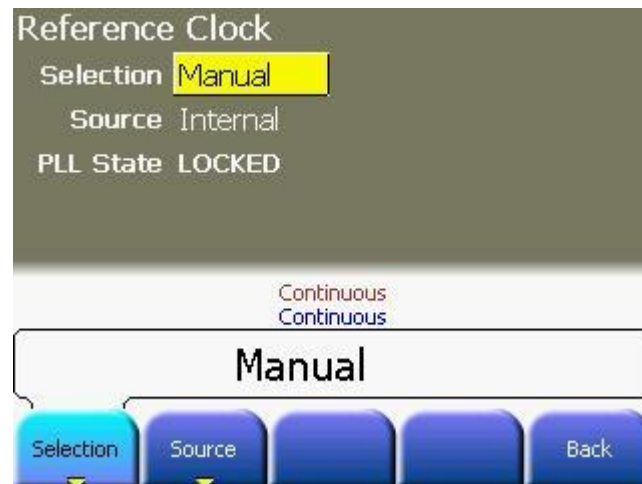 Reference Clock
Selection Manual
Source Internal
PLL State LOCKED
Continuous
Continuous
Manual
Selection Source Back